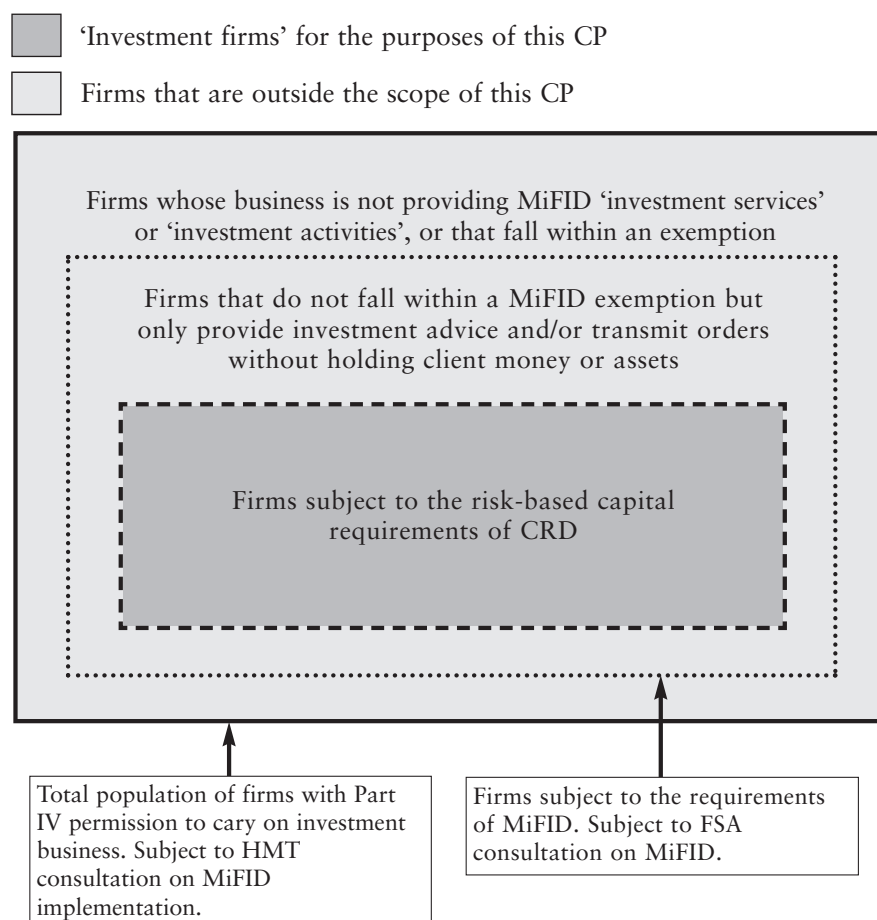 ‘Investment firms’ for the purposes of this CP
Firms that are outside the scope of this CP
Firms whose business is not providing MiFID ‘investment services’
or ‘investment activities’, or that fall within an exemption
Firms that do not fall within a MiFID exemption but
only provide investment advice and/or transmit orders
without holding client money or assets
Firms subject to the risk-based capital
requirements of CRD
Total population of firms with Part
IV permission to cary on investment
business. Subject to HMT
consultation on MiFID
implementation.
Firms subject to the requirements
of MiFID. Subject to FSA
consultation on MiFID.